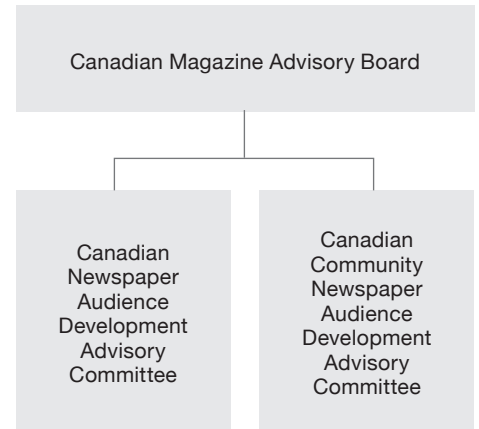 Canadian Magazine Advisory Board
Canadian
Newspaper
Audience
Development
Advisory
Committee
Canadian
Community
Newspaper
Audience
Development
Advisory
Committee